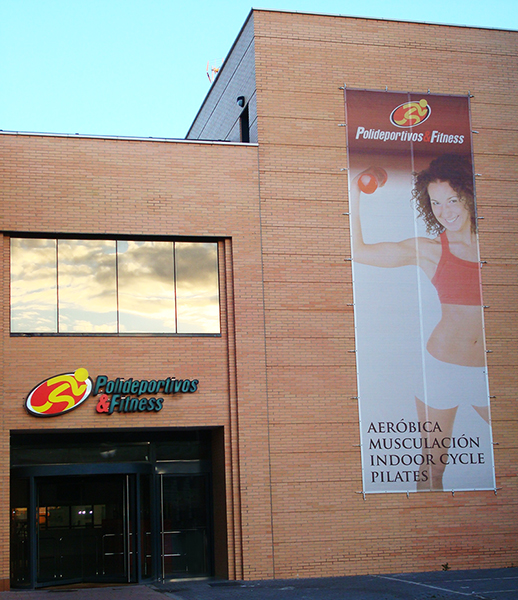 Polideportivos&Fitness
Polideportivos
&Fitness
AERÓBICA
MUSCULACIÓN
INDOOR CYCLE
PILATES